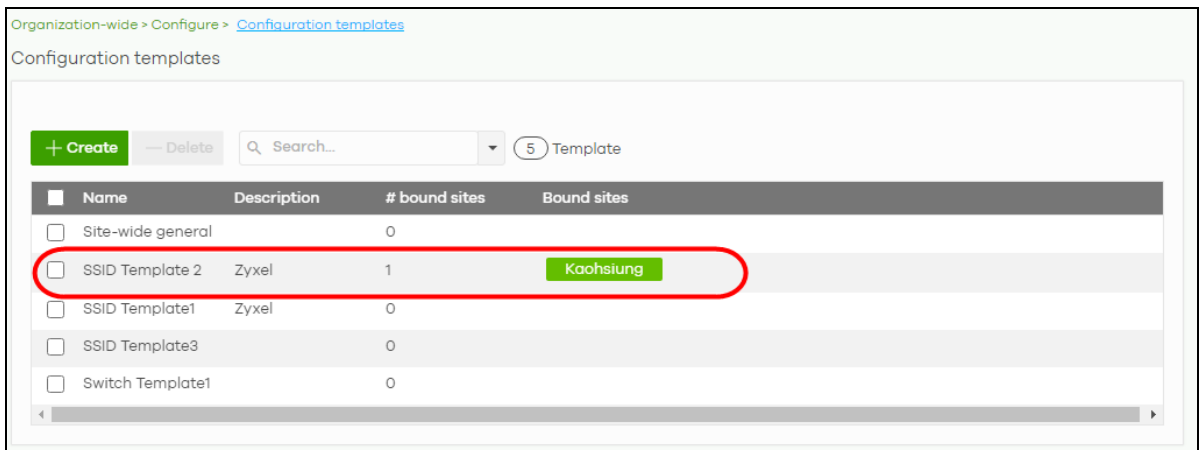 Organization-wide > Configure > Configuration templates
Configuration templates
+ Create — Delete Search... 5 Template
Name Description # bound sites Bound sites
Site-wide general 0
SSID Template 2 Zyxel 1 Kaohsiung
SSID Template1 Zyxel 0
SSID Template3 0
Switch Template1 0